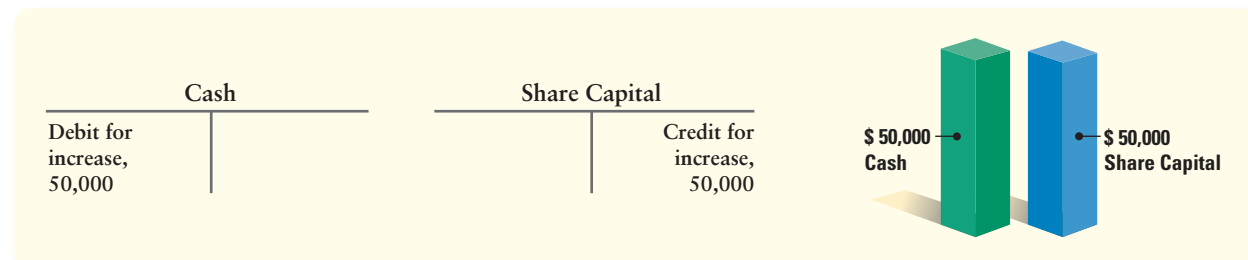 Cash
Debit for
increase,
50,000
Share Capital
Credit for
increase,
50,000
$ 50,000
Cash
$ 50,000
Share Capital